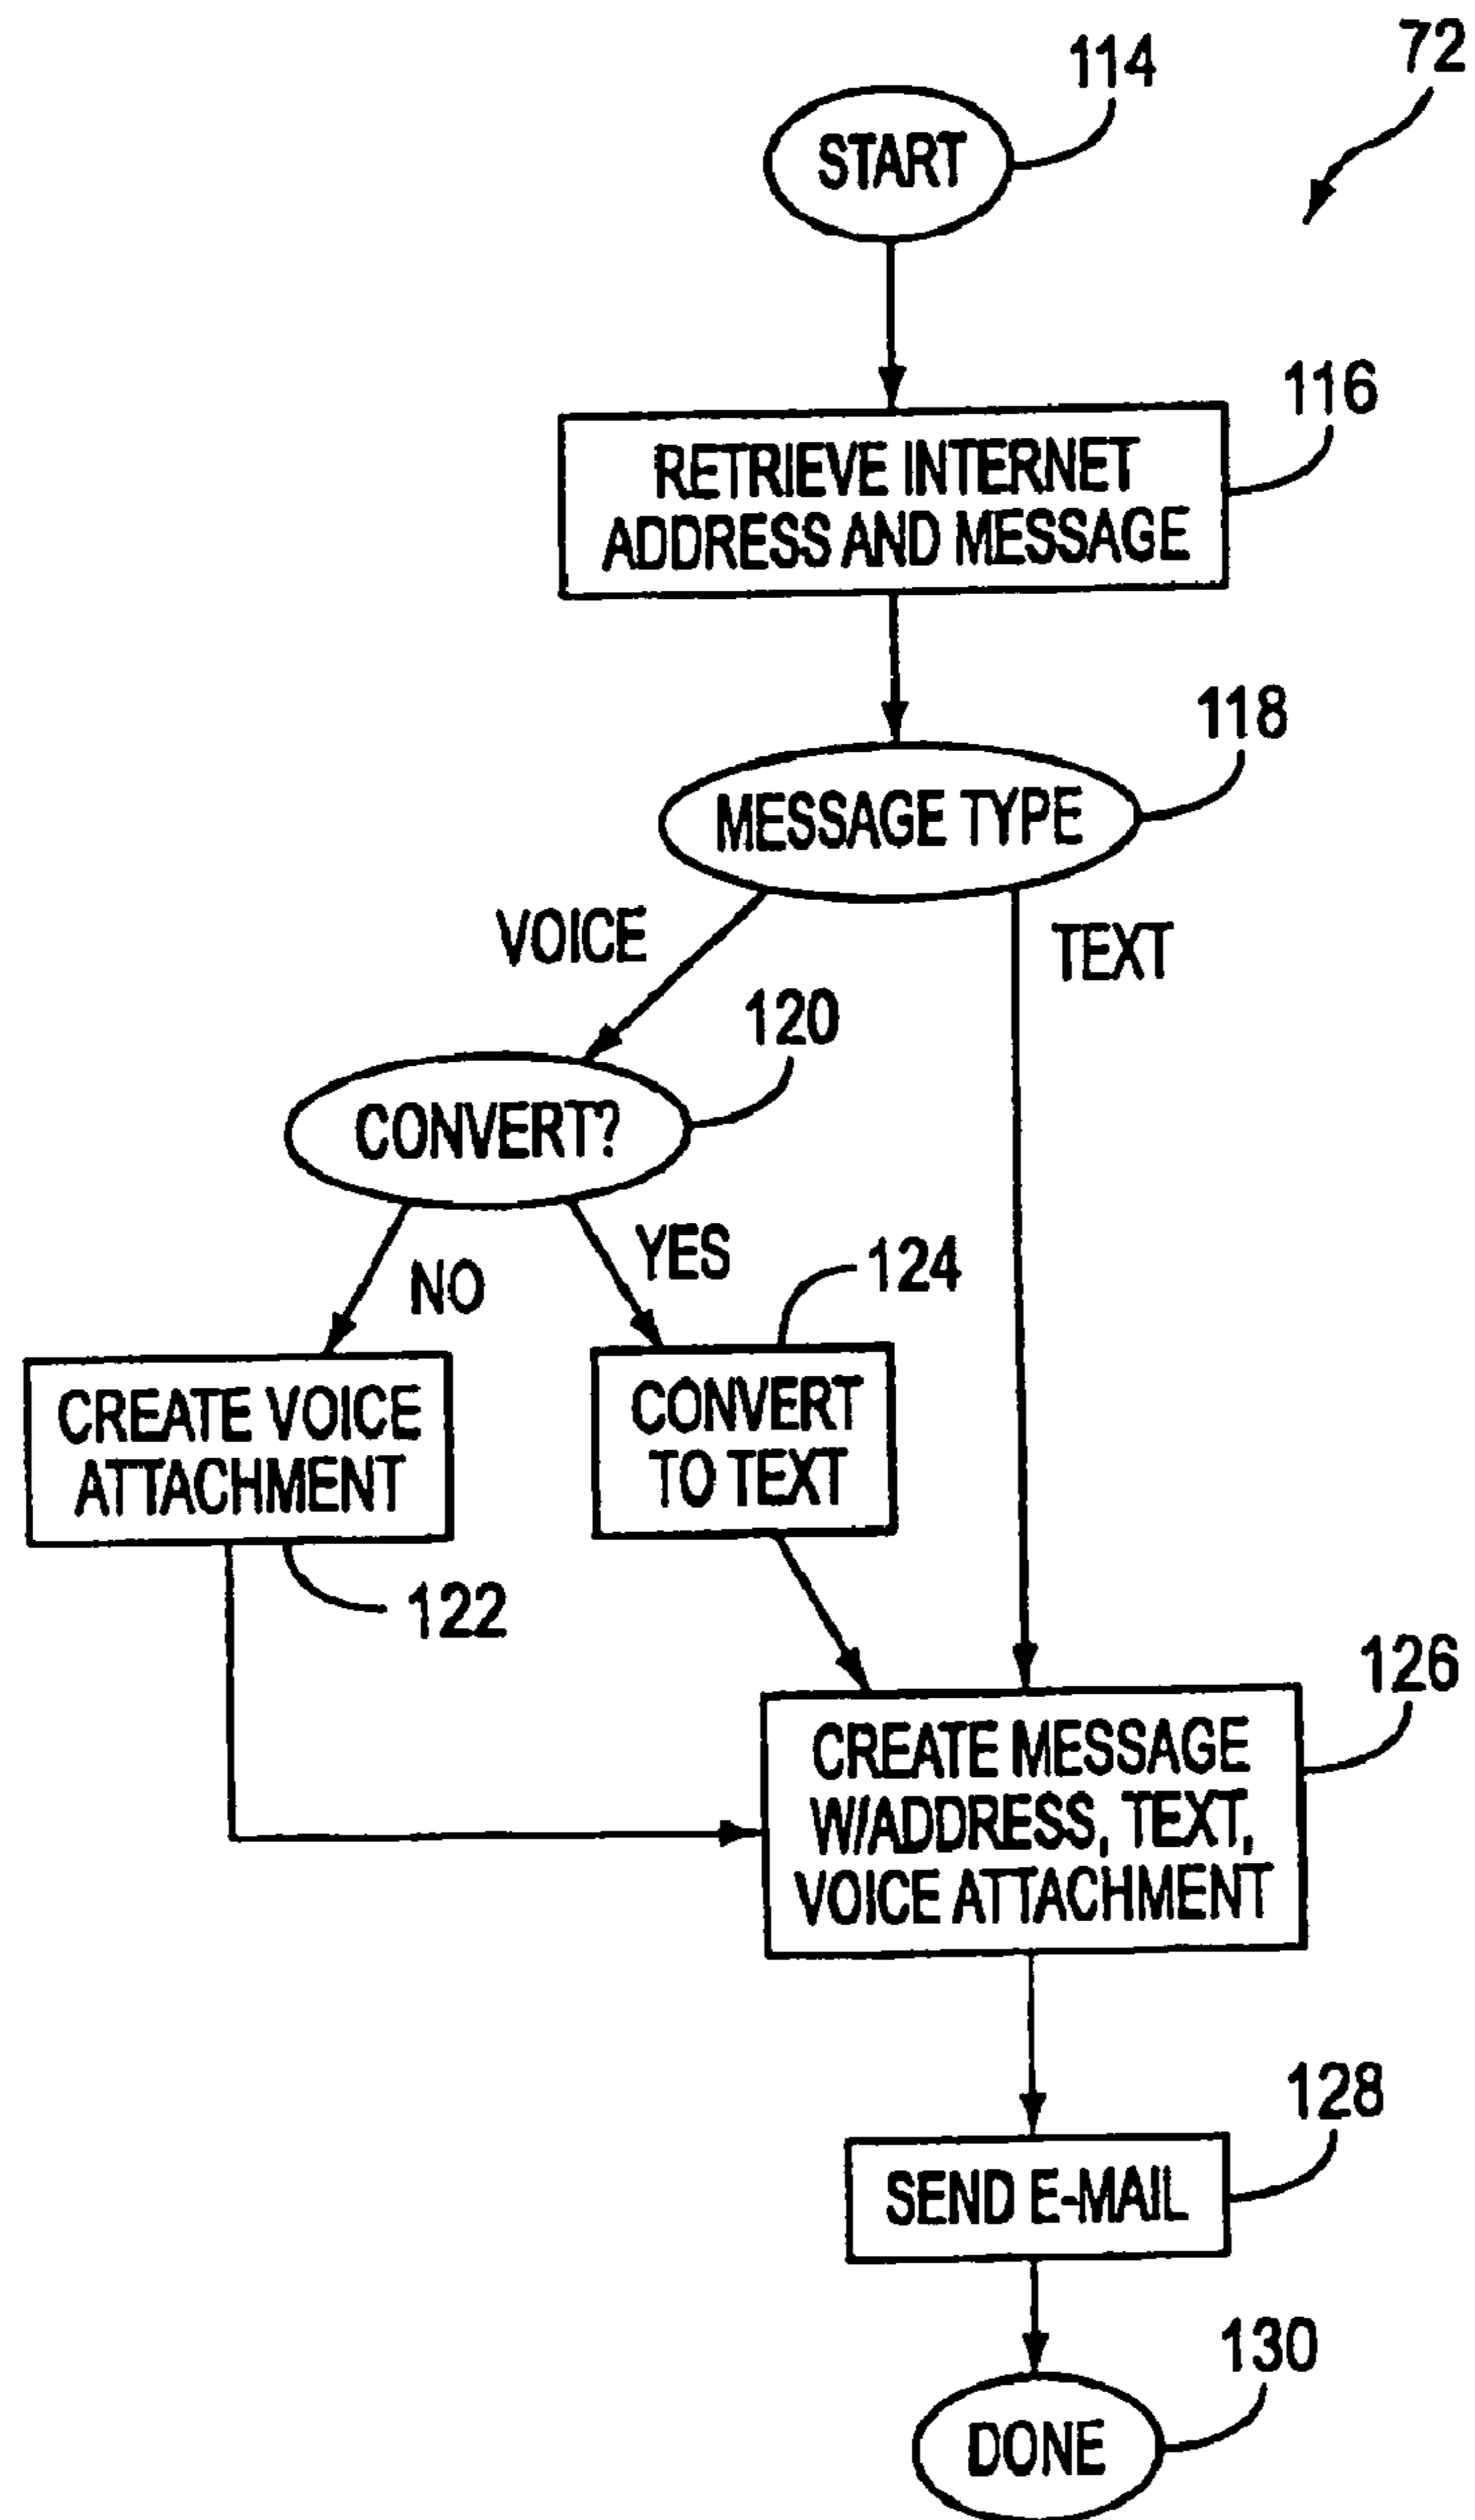 72
114
START
116
RETRIEVE INTERNET
ADDRESS AND MESSAGE
118
MESSAGE TYPE
VOICE
TEXT
120
CONVERT?
NO
YES
124
CREATE VOICE
ATTACHMENT
CONVERT
TO TEXT
122
126
CREATE MESSAGE
W/ADDRESS, TEXT,
VOICE ATTACHMENT
128
SEND E-MAIL
130
DONE